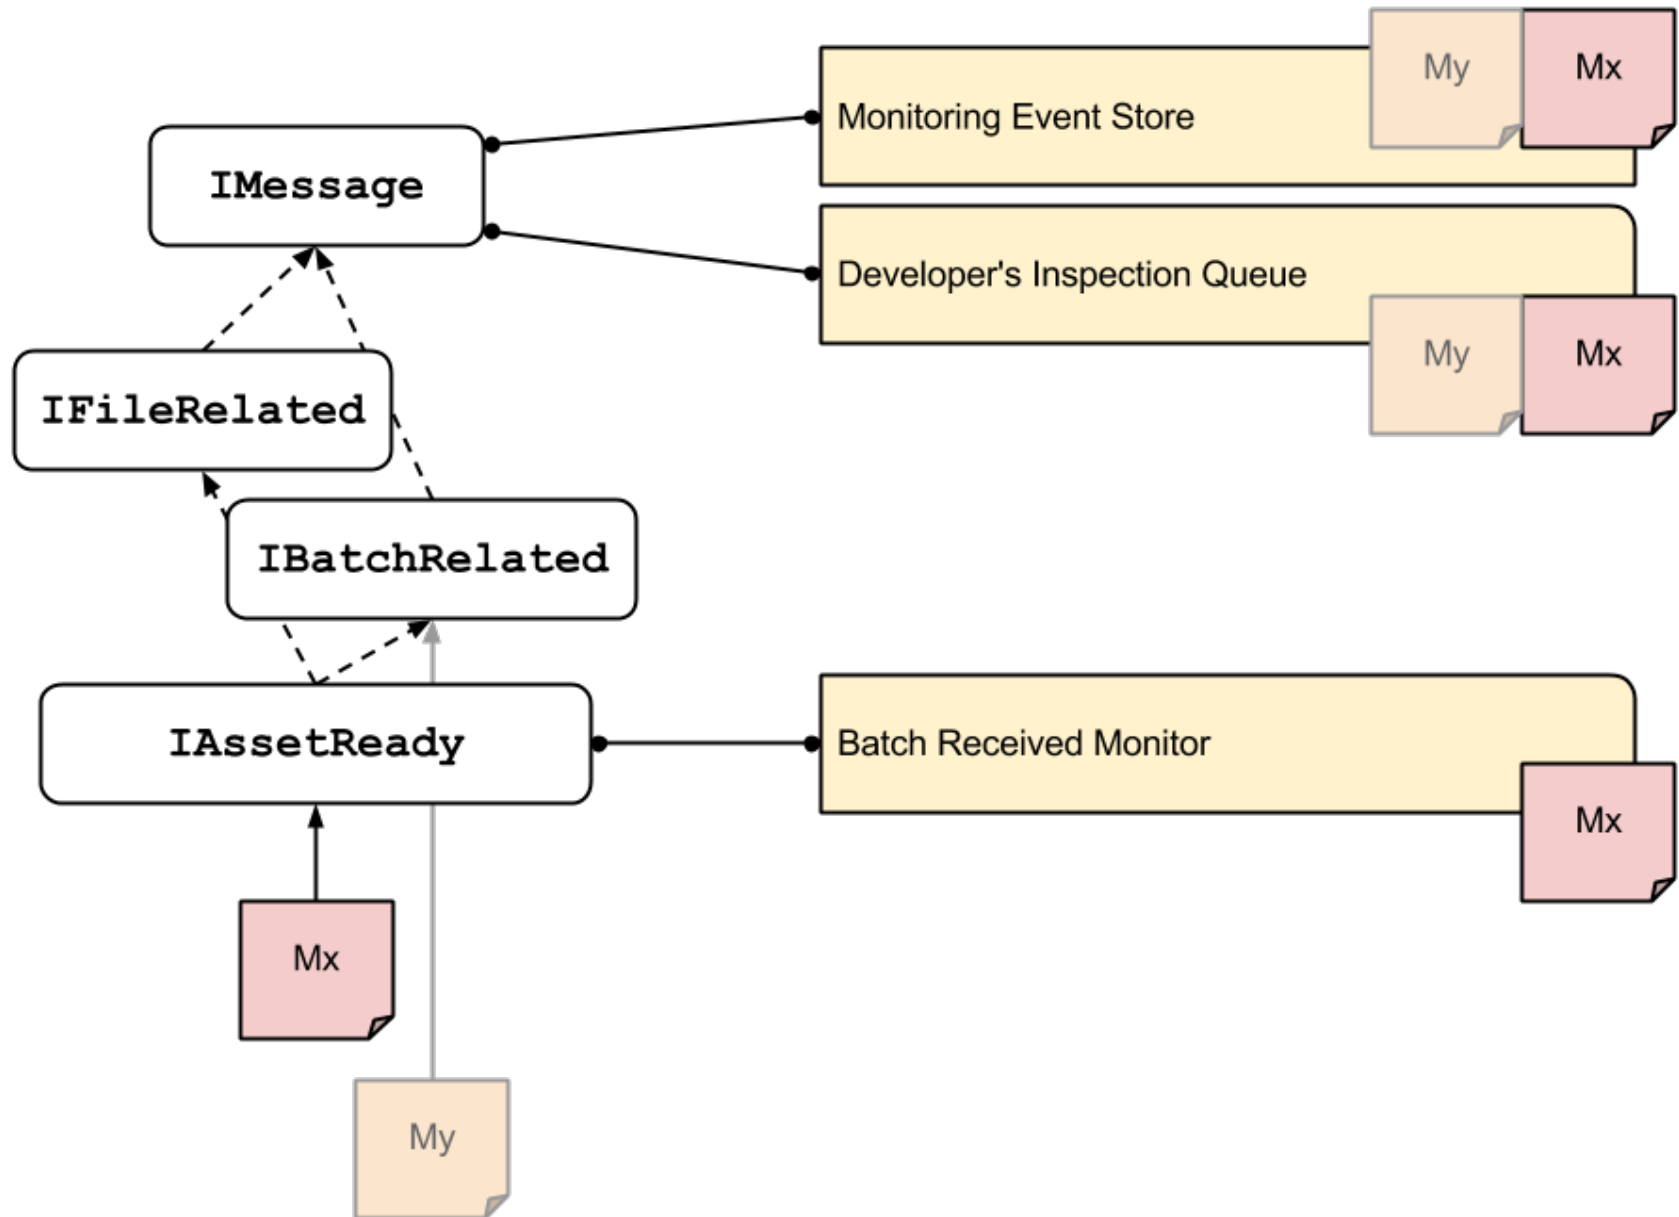 My
Mx
Monitoring Event Store
IMessage
Developer's Inspection Queue
My
Mx
IFileRelated
IBatchRelated
IAssetReady
Batch Received Monitor
Mx
Mx
My